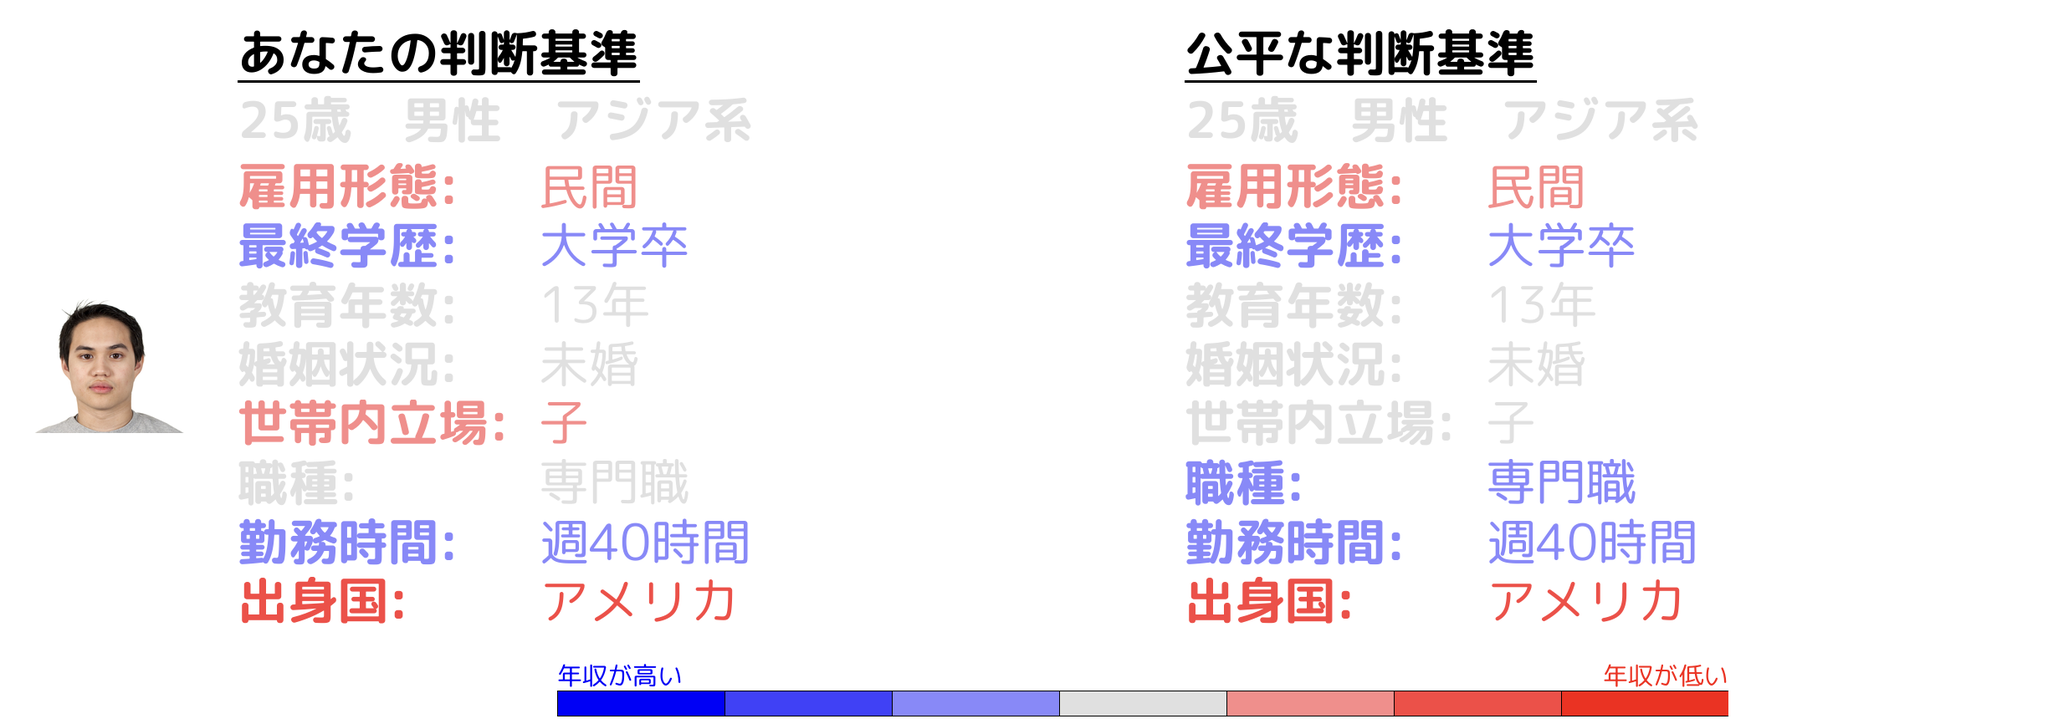 あなたの判断基準
25歳 男性 アジア系
雇用形態: 民間
最終学歴: 大学卒
教育年数: 13年
婚姻状況: 未婚
世帯内立場: 子
職種: 専門職
勤務時間: 週40時間
出身国: アメリカ
公平な判断基準
25歳 男性 アジア系
雇用形態: 民間
最終学歴: 大学卒
教育年数: 13年
婚姻状況: 未婚
世帯内立場: 子
職種: 専門職
勤務時間: 週40時間
出身国: アメリカ
年収が高い
年収が低い